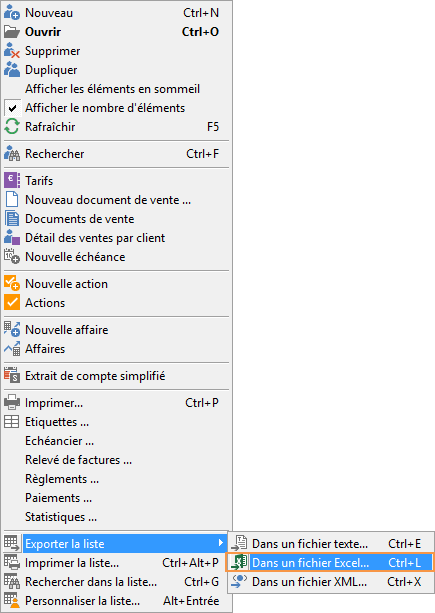 Nouveau Ctrl+N
Ouvrir Ctrl+O
Supprimer
Dupliquer
Afficher les éléments en sommeil
Afficher le nombre d'éléments
Rafraîchir F5
Rechercher Ctrl+F
Tarifs
Nouveau document de vente ...
Documents de vente
Détail des ventes par client
Nouvelle échéance
Nouvelle action
Actions
Nouvelle affaire
Affaires
Extrait de compte simplifié
Imprimer... Ctrl+P
Etiquettes ...
Echéancier ...
Relevé de factures ...
Règlements ...
Paiements ...
Statistiques ...
Exporter la liste
Dans un fichier texte... Ctrl+E
Dans un fichier Excel... Ctrl+L
Dans un fichier XML... Ctrl+X
Imprimer la liste... Ctrl+Alt+P
Rechercher dans la liste... Ctrl+G
Personnaliser la liste... Alt+Entrée